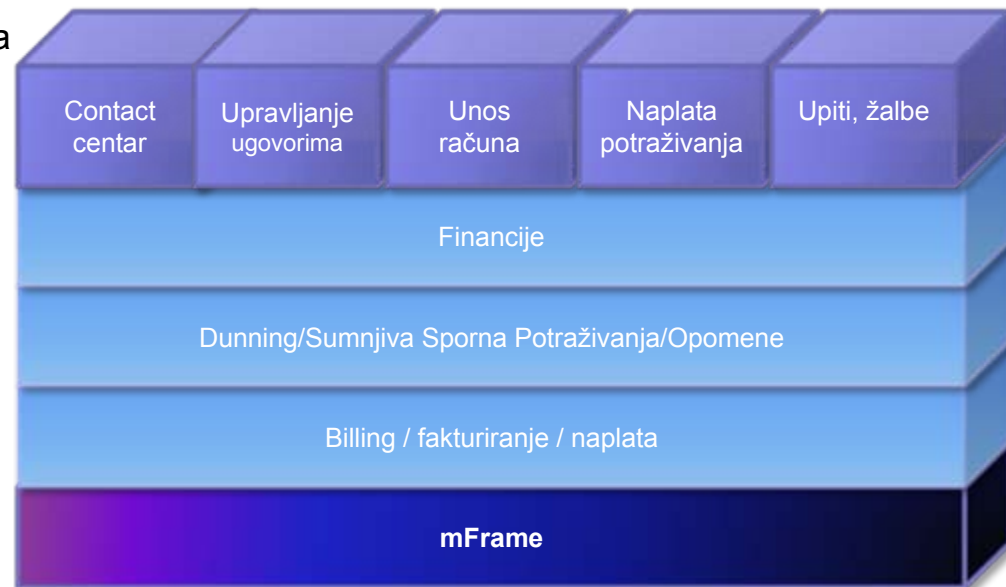 a
Contact
centar
Upravljanje
ugovorima
Unos
računa
Naplata
potraživanja
Upiti, žalbe
Financije
Dunning/Sumnjiva Sporna Potraživanja/Opomene
Billing / fakturiranje / naplata
mFrame